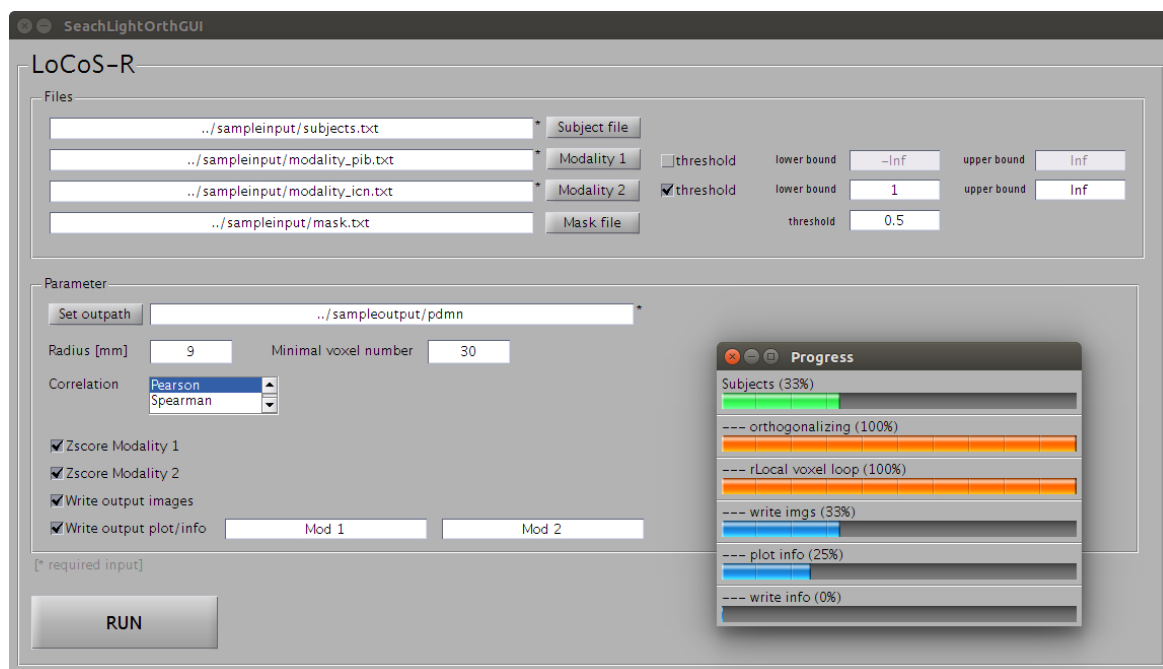 SeachLightOrthGUI
LoCoS-R
Files
../sampleinput/subjects.txt * Subject file
../sampleinput/modality_pib.txt * Modality 1 threshold lower bound -Inf upper bound Inf
../sampleinput/modality_icn.txt * Modality 2 threshold lower bound 1 upper bound Inf
../sampleinput/mask.txt Mask file threshold 0.5
Parameter
Set outpath ../sampleoutput/pdmn *
Radius [mm] 9 Minimal voxel number 30
Correlation Pearson
Spearman
Zscore Modality 1
Zscore Modality 2
Write output images
Write output plot/info Mod 1 Mod 2
[* required input]
RUN
Progress
Subjects (33%)
--- orthogonalizing (100%)
--- rLocal voxel loop (100%)
--- write imgs (33%)
--- plot info (25%)
--- write info (0%)